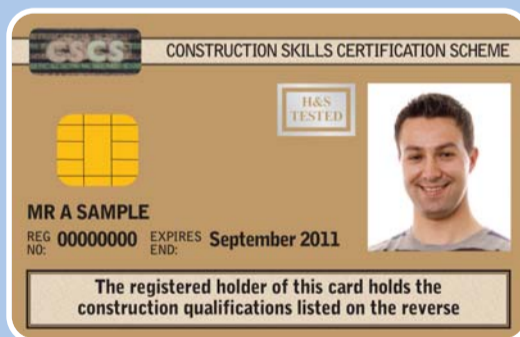 CSCS
CONSTRUCTION SKILLS CERTIFICATION SCHEME
H&S
TESTED
MR A SAMPLE
REG NO: 00000000 EXPIRES END: September 2011
The registered holder of this card holds the
construction qualifications listed on the reverse